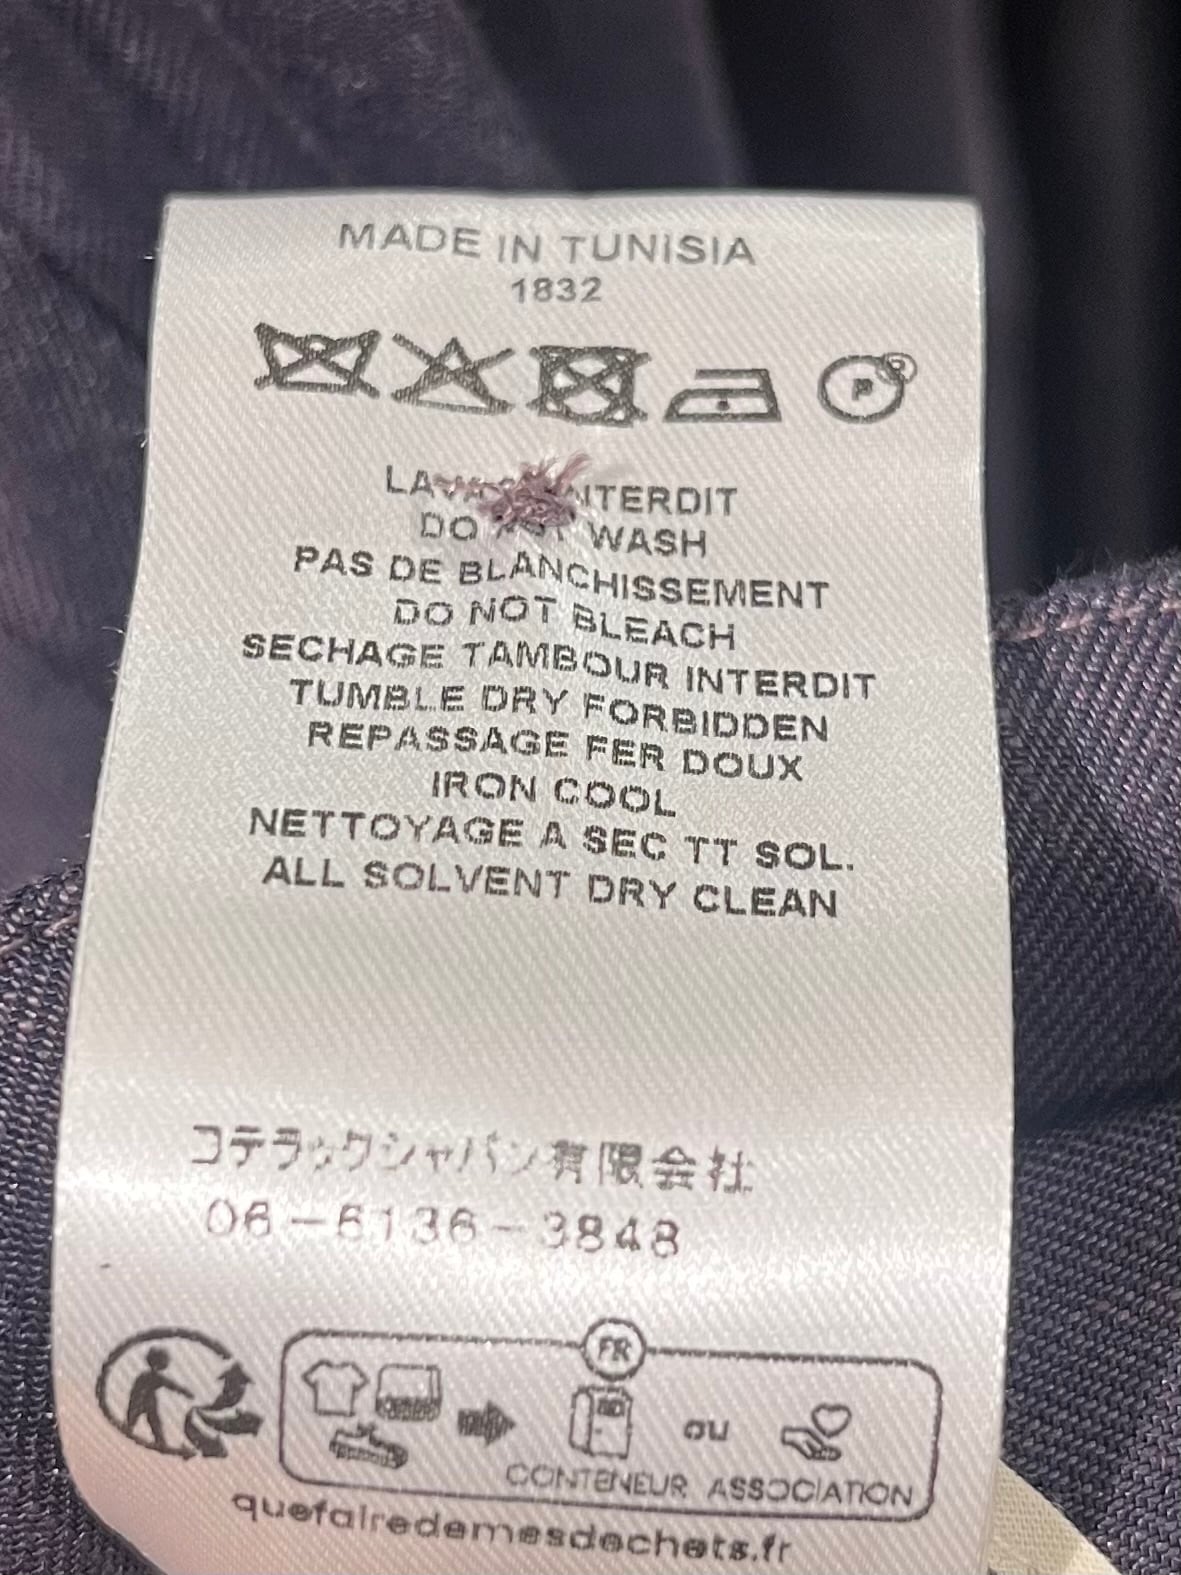 MADE IN TUNISIA
1832
P
INTERDIT
DO NOT WASH
PAS DE BLANCHISSEMENT
DO NOT BLEACH
SECHAGE TAMBOUR INTERDIT
TUMBLE DRY FORBIDDEN
REPASSAGE FER DOUX
IRON COOL
NETTOYAGE A SEC TT SOL.
ALL SOLVENT DRY CLEAN
コテラックジャパン有限会社
06-6136-3848
FR
ou
CONTENEUR ASSOCIATION
quefairedemesdechets.fr